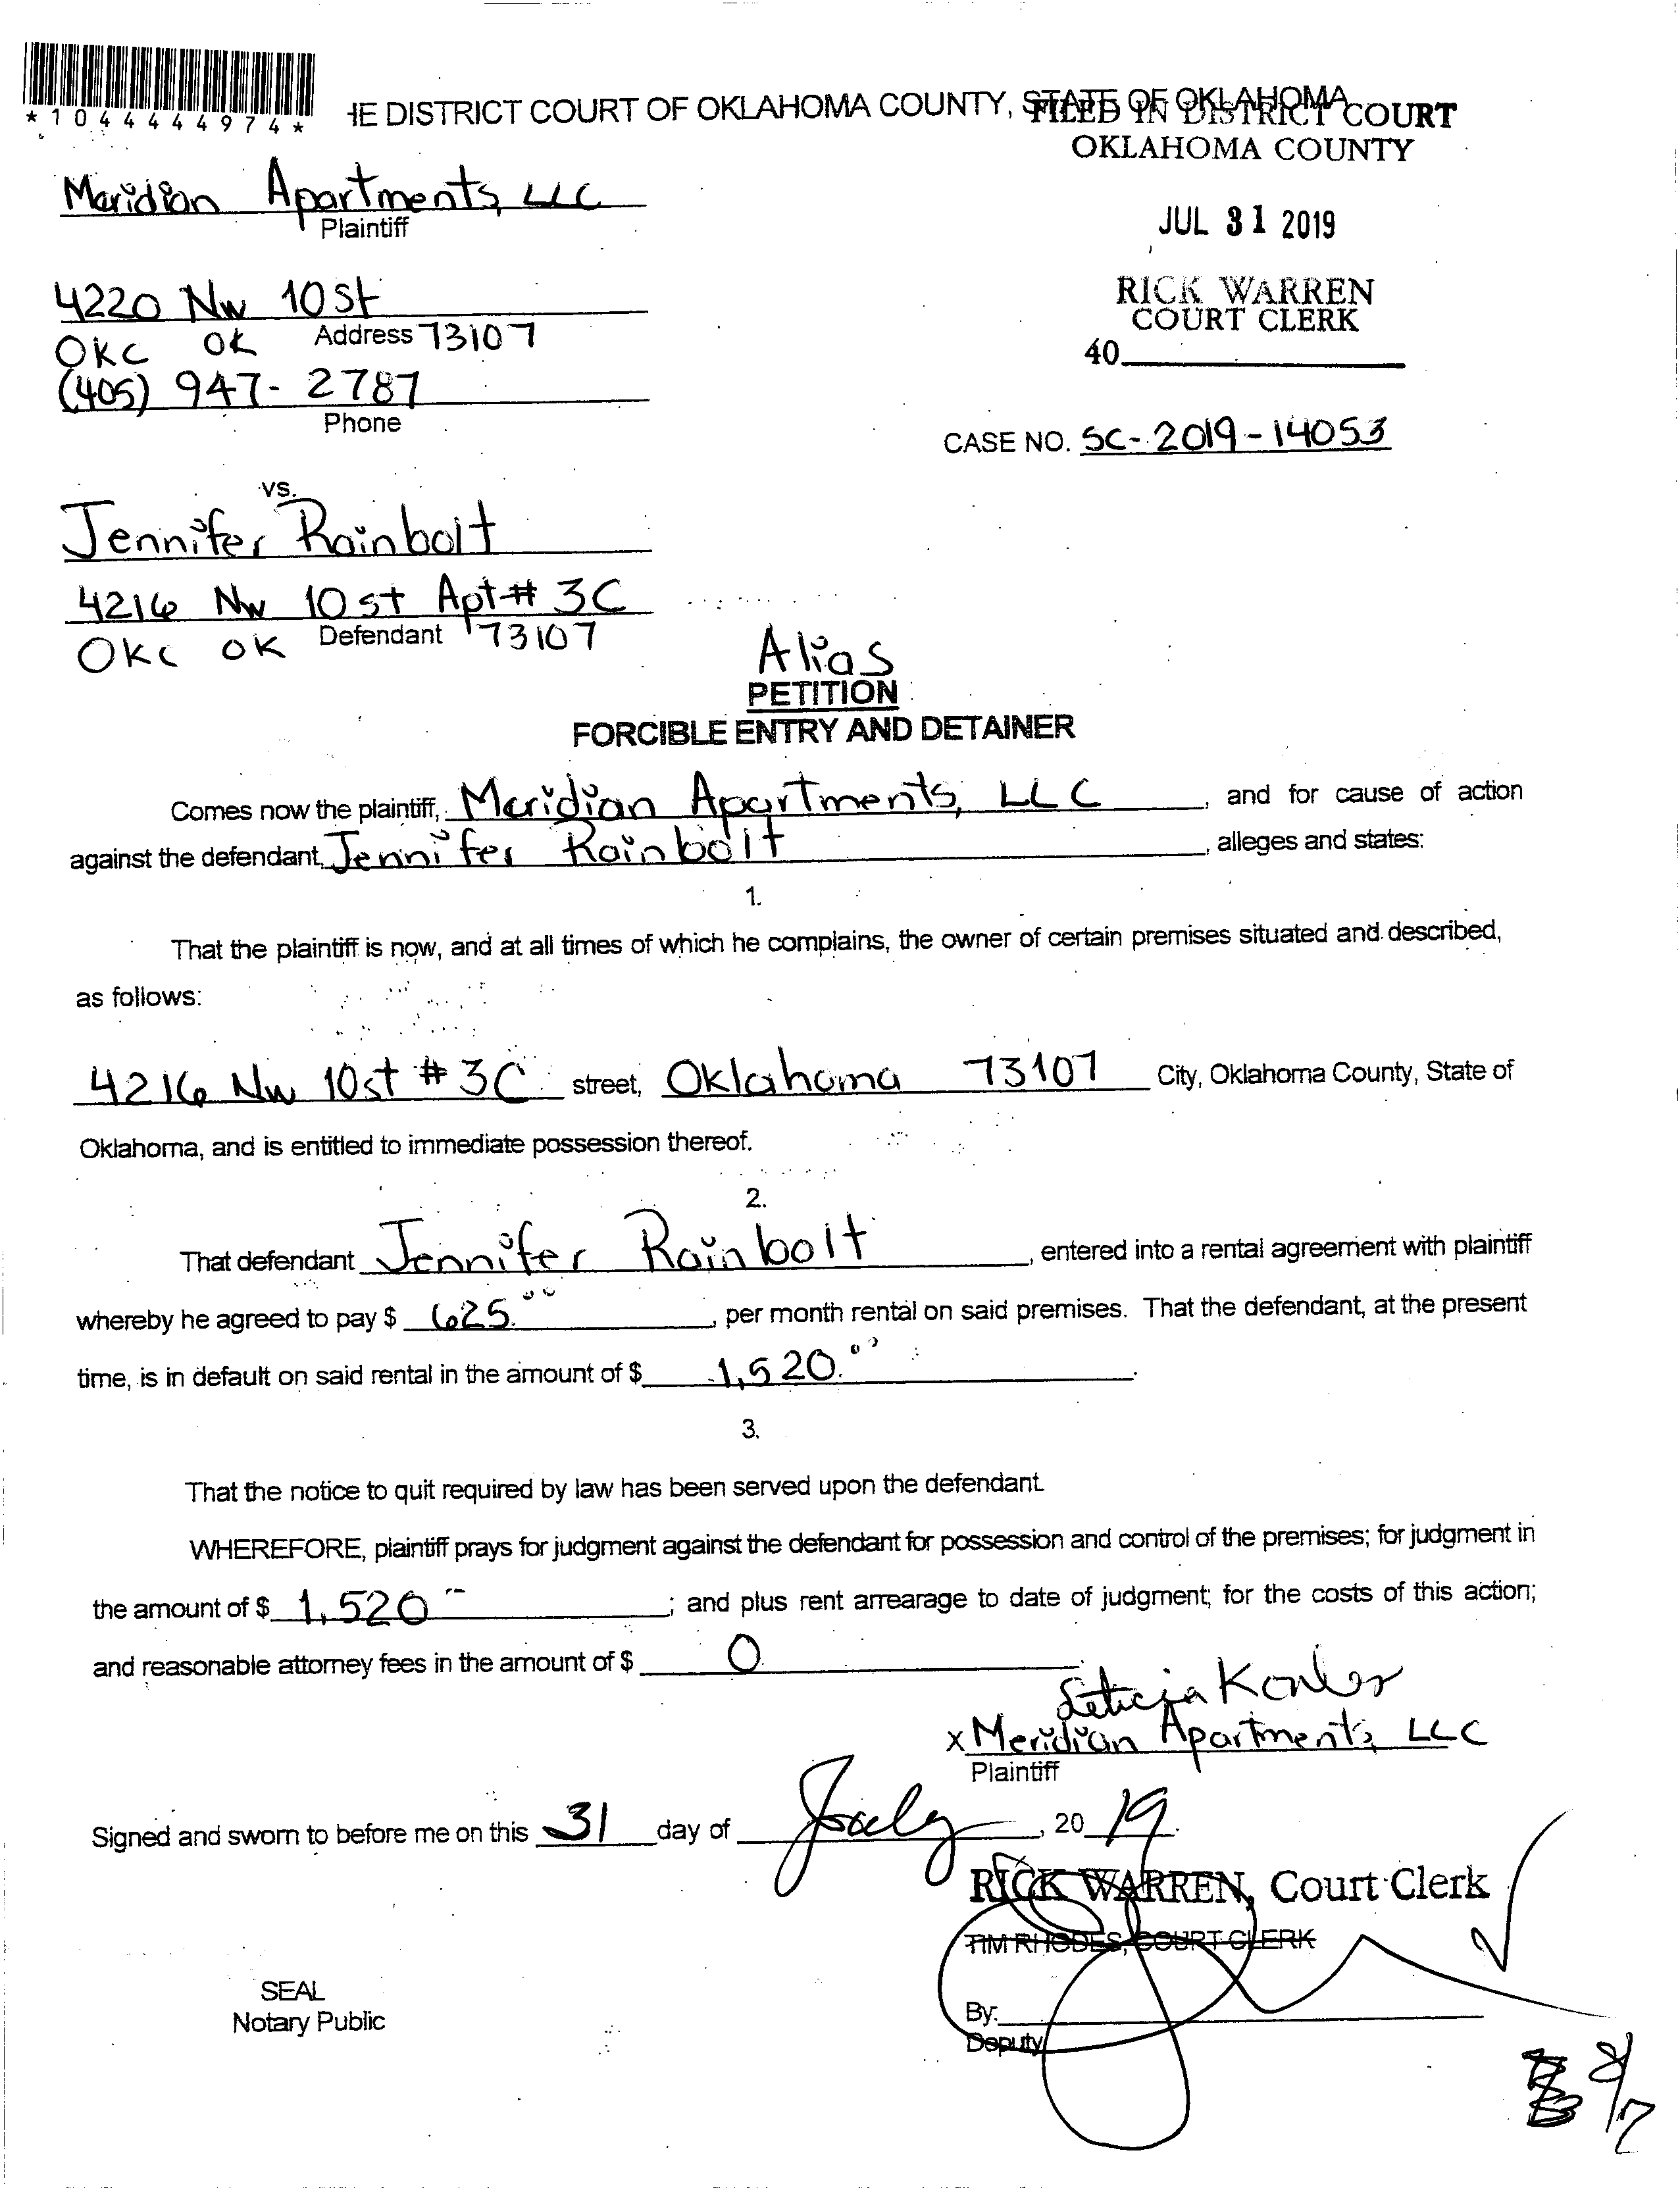 *1044444974*
HE DISTRICT COURT OF OKLAHOMA COUNTY, STATE OF OKLAHOMA
FILED IN DISTRICT COURT
OKLAHOMA COUNTY
JUL 31 2019
RICK WARREN
COURT CLERK
40
Meridian Apartments, LLC
Plaintiff
4220 NW 10 St
Address
OKC OK 73107
(405) 947-2787
Phone
CASE NO. SC-2019-14053
vs.
Jennifer Rainbolt
4216 NW 10 st Apt# 3C
Defendant
OKC OK 73107
Alias
PETITION
FORCIBLE ENTRY AND DETAINER
Comes now the plaintiff, Meridian Apartments, LLC, and for cause of action
against the defendant, Jennifer Rainbolt, alleges and states:
1.
That the plaintiff is now, and at all times of which he complains, the owner of certain premises situated and described,
as follows:
4216 NW 10st # 3C street, Oklahoma 73107 City, Oklahoma County, State of
Oklahoma, and is entitled to immediate possession thereof.
2.
That defendant Jennifer Rainbolt, entered into a rental agreement with plaintiff
whereby he agreed to pay $ 625.00, per month rental on said premises. That the defendant, at the present
time, is in default on said rental in the amount of $ 1,520.00.
3.
That the notice to quit required by law has been served upon the defendant.
WHEREFORE, plaintiff prays for judgment against the defendant for possession and control of the premises; for judgment in
the amount of $ 1,520 --; and plus rent arrearage to date of judgment; for the costs of this action;
and reasonable attorney fees in the amount of $ 0.
Leticia
x Meridian Apartments, LLC
Plaintiff
Signed and sworn to before me on this 31 day of July, 2019.
RICK WARREN, Court Clerk
TIM RHODES, COURT CLERK
SEAL
Notary Public
By:
Deputy
8/7